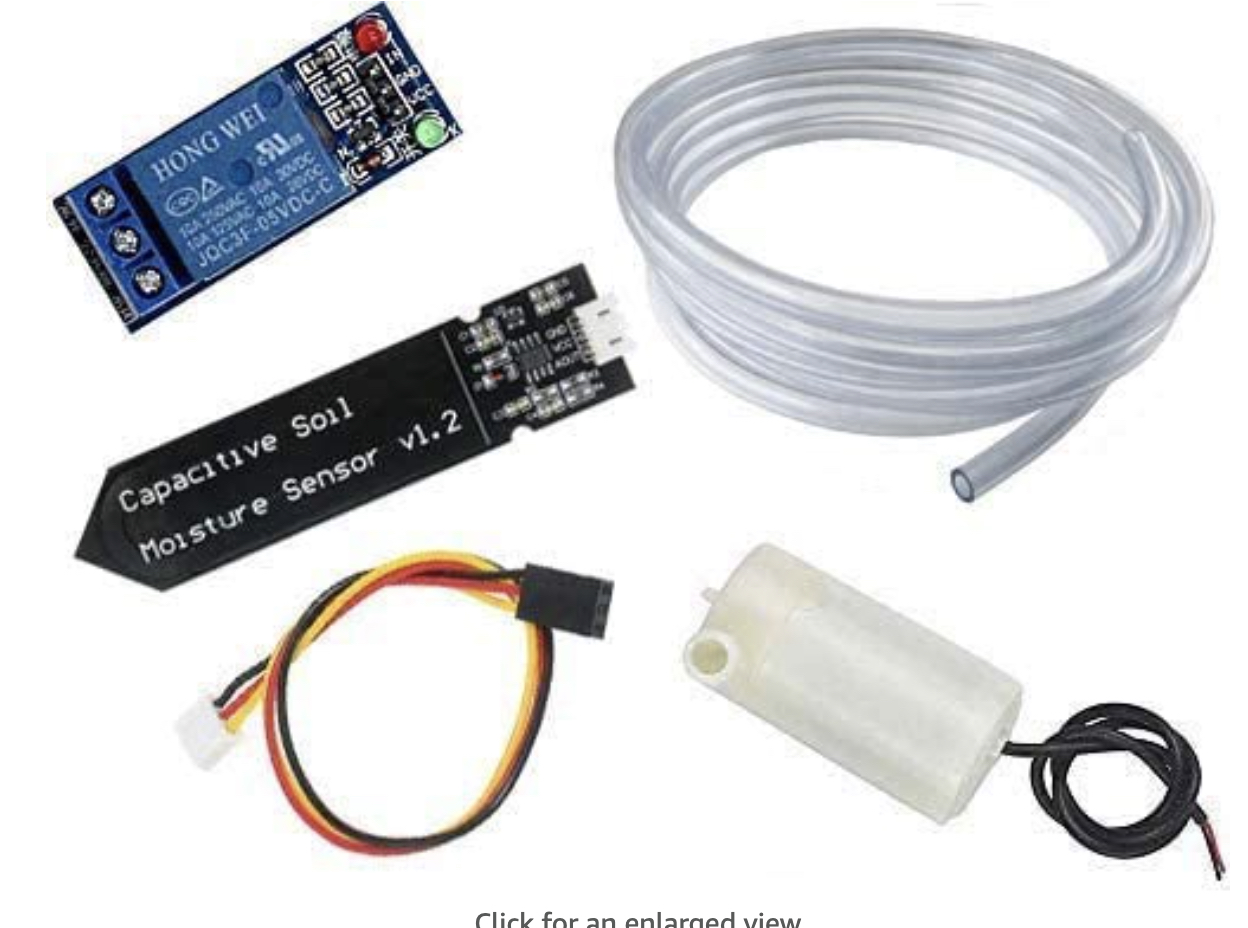 IN
GND
VCC
HONG WEI
10A 250VAC 10A 30VDC
10A 125VAC 10A 28VDC
JQC3F-05VDC-C
GND
VCC
AOUT
Capacitive Soil
Moisture Sensor v1.2
Click for an enlarged view